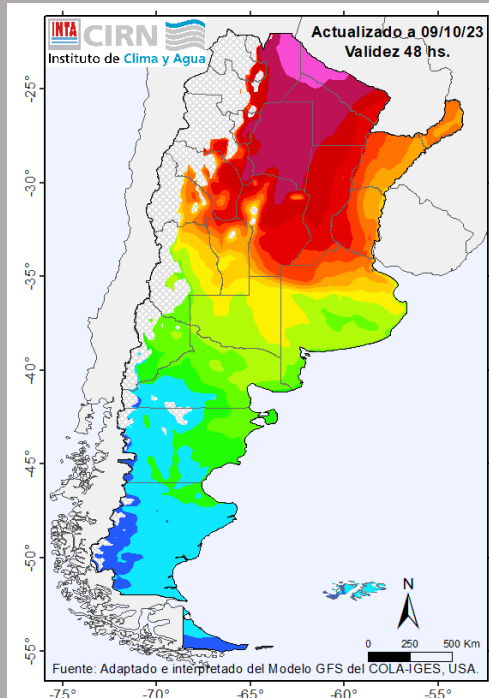 INTA CIRN
Instituto de Clima y Agua
Actualizado a 09/10/23
Validez 48 hs.
-25°
-30°
-35°
-40°
-45°
-50°
-55°
N
0 250 500 Km
Fuente: Adaptado e interpretado del Modelo GFS del COLA-IGES, USA.
-75° -70° -65° -60° -55°